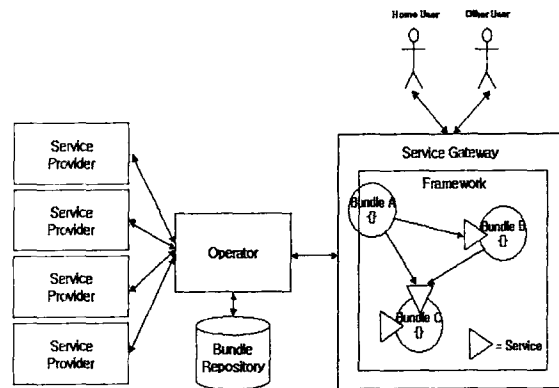 Home User
Other User
Service Gateway
Framework
Bundle A
{}
Bundle B
{}
Bundle C
{}
= Service
Service
Provider
Service
Provider
Service
Provider
Service
Provider
Operator
Bundle
Repository